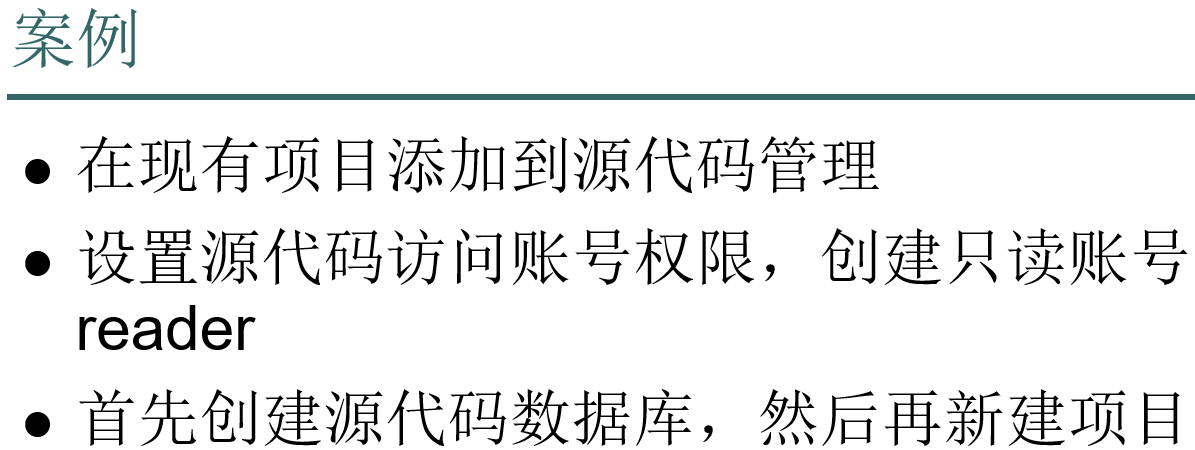 案例
● 在现有项目添加到源代码管理
● 设置源代码访问账号权限，创建只读账号
reader
● 首先创建源代码数据库，然后再新建项目